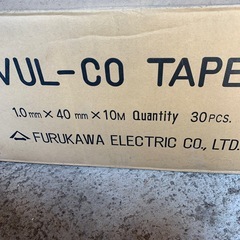 VUL-CO TAPE
1.0mm × 40mm × 10M Quantity 30PCS.
FURUKAWA ELECTRIC CO., LTD.